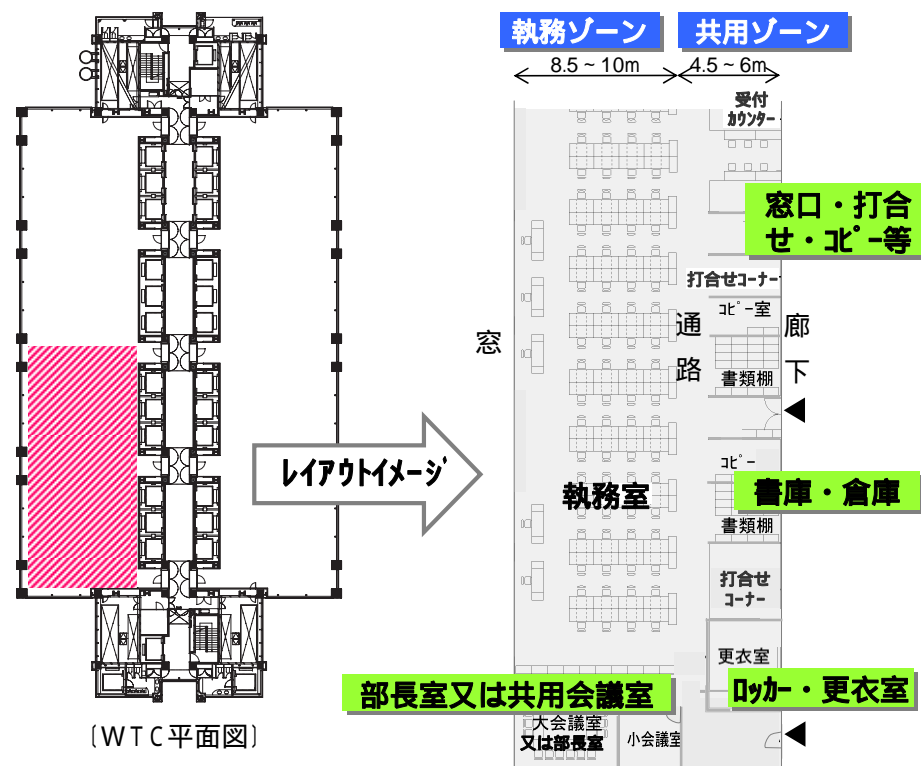 執務ゾーン
共用ゾーン
8.5~10m
4.5~6m
受付
ｶｳﾝﾀｰ
窓口・打合
せ・ｺﾋﾟｰ等
打合せｺｰﾅｰ
ｺﾋﾟｰ室
窓
通路
廊下
書類棚
レイアウトイメージ
ｺﾋﾟｰ
執務室
書庫・倉庫
書類棚
打合せ
ｺｰﾅｰ
更衣室
部長室又は共用会議室
ﾛｯｶｰ・更衣室
大会議室
又は部長室
小会議室
〔WTC平面図〕